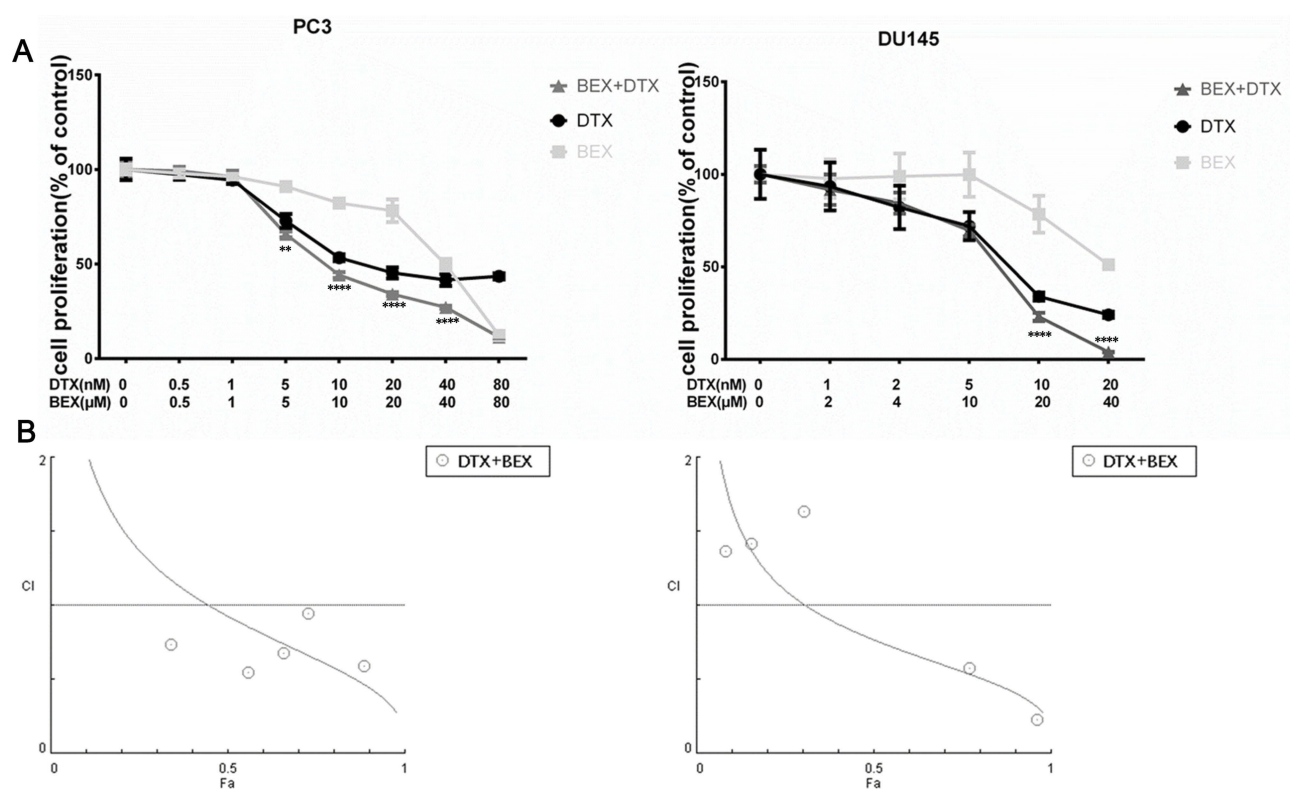 A
PC3
cell proliferation(% of control)
150
100
50
0
BEX+DTX
DTX
BEX
**
****
****
****
DTX(nM) 0 0.5 1 5 10 20 40 80
BEX(μM) 0 0.5 1 5 10 20 40 80
DU145
cell proliferation(% of control)
150
100
50
0
BEX+DTX
DTX
BEX
****
****
DTX(nM) 0 1 2 5 10 20
BEX(μM) 0 2 4 10 20 40
B
DTX+BEX
2
CI
0
0 0.5 1
Fa
DTX+BEX
2
CI
0
0 0.5 1
Fa